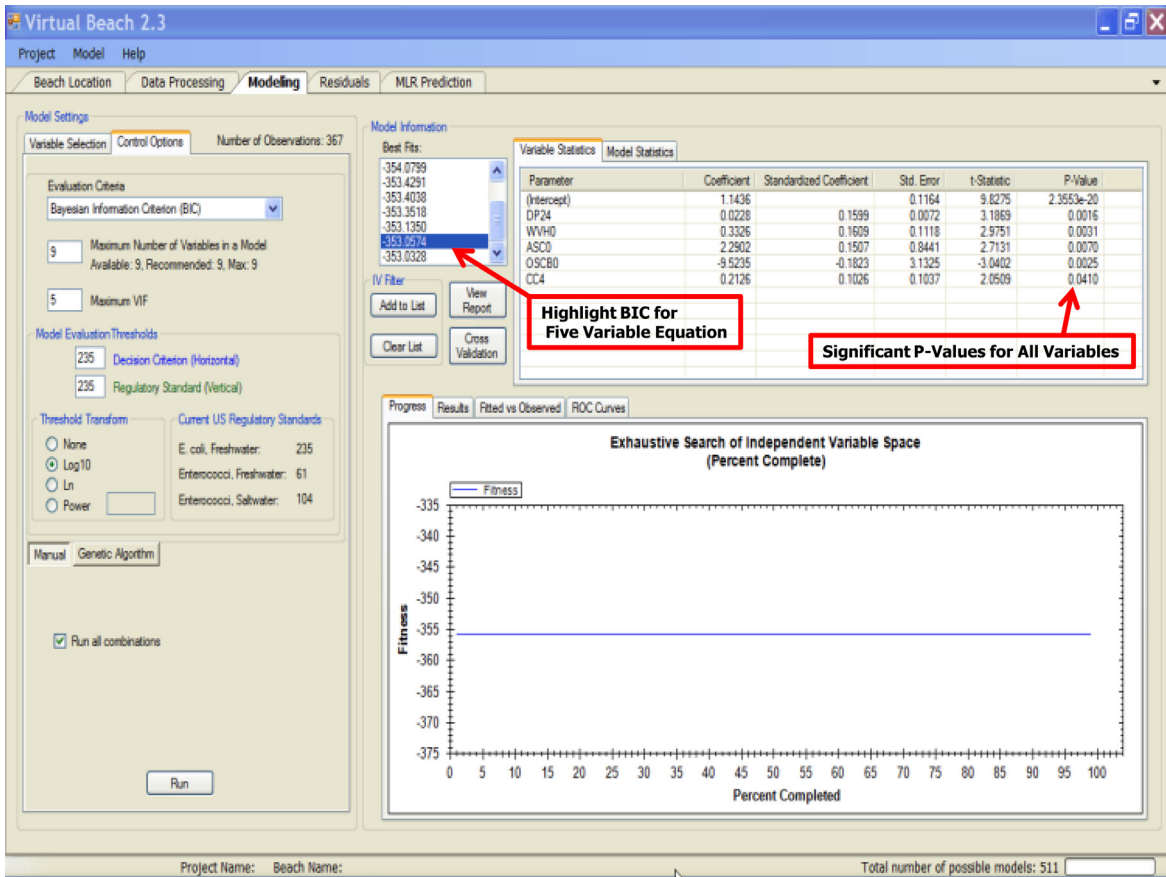 Virtual Beach 2.3
Project Model Help
Beach Location Data Processing Modeling Residuals MLR Prediction
Model Settings
Variable Selection Control Options Number of Observations: 367
Evaluation Criteria
Bayesian Information Criterion (BIC)
9 Maximum Number of Variables in a Model
Available: 9, Recommended: 9, Max: 9
5 Maximum VIF
Model Evaluation Thresholds
235 Decision Criterion (Horizontal)
235 Regulatory Standard (Vertical)
Threshold Transform
None
Log10
Ln
Power
Current US Regulatory Standards
E. coli, Freshwater: 235
Enterococci, Freshwater: 61
Enterococci, Saltwater: 104
Manual Genetic Algorithm
Run all combinations
Run
Model Information
Best Fits:
-354.0799
-353.4291
-353.4038
-353.3518
-353.1350
-353.0574
-353.0328
IV Filter
Add to List
View Report
Clear List
Cross Validation
Variable Statistics Model Statistics
Parameter Coefficient Standardized Coefficient Std. Error t-Statistic P-Value
(Intercept) 1.1436 0.1164 9.8275 2.3553e-20
DP24 0.0228 0.1599 0.0072 3.1869 0.0016
WVH0 0.3326 0.1609 0.1118 2.9751 0.0031
ASC0 2.2902 0.1507 0.8441 2.7131 0.0070
OSCB0 -9.5235 -0.1823 3.1325 -3.0402 0.0025
CC4 0.2126 0.1026 0.1037 2.0509 0.0410
Highlight BIC for
Five Variable Equation
Significant P-Values for All Variables
Progress Results Fitted vs Observed ROC Curves
Exhaustive Search of Independent Variable Space
(Percent Complete)
Fitness
-335
-340
-345
-350
-355
-360
-365
-370
-375
Fitness
0 5 10 15 20 25 30 35 40 45 50 55 60 65 70 75 80 85 90 95 100
Percent Completed
Project Name: Beach Name: Total number of possible models: 511